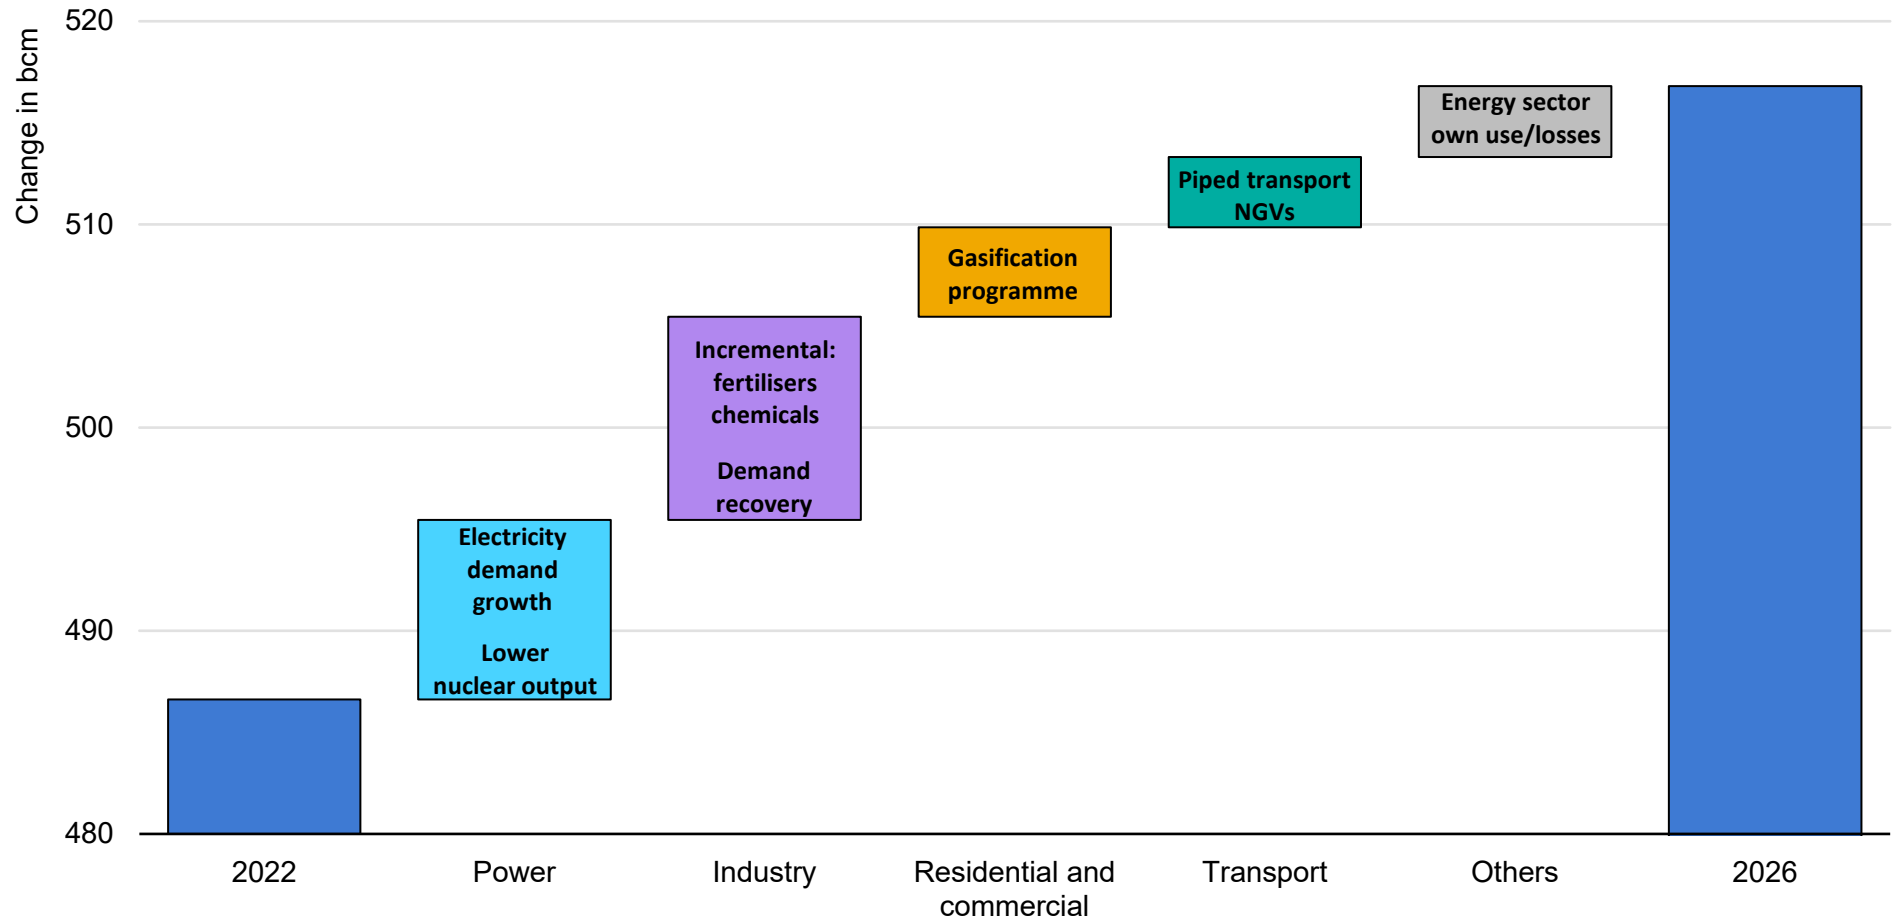 Change in bcm
520
510
500
490
480
Electricity
demand
growth
Lower
nuclear output
Incremental:
fertilisers
chemicals
Demand
recovery
Gasification
programme
Piped transport
NGVs
Energy sector
own use/losses
2022
Power
Industry
Residential and
commercial
Transport
Others
2026